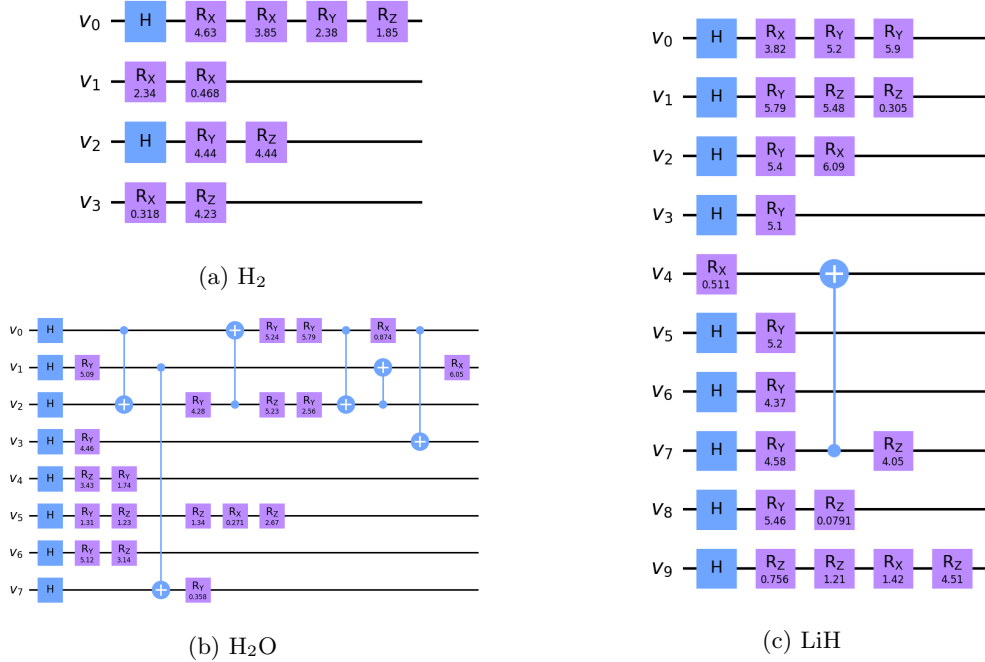 v0 H RX 4.63 RX 3.85 RY 2.38 RZ 1.85
v1 RX 2.34 RX 0.468
v2 H RY 4.44 RZ 4.44
v3 RX 0.318 RZ 4.23
(a) H2
v0 H RY 5.24 RY 5.79 RX 0.874
v1 H RY 5.09 RX 6.05
v2 H RY 4.28 RZ 5.23 RY 2.56
v3 H RY 4.46
v4 H RZ 3.43 RY 1.74
v5 H RY 1.31 RZ 1.23 RZ 1.34 RX 0.271 RZ 2.67
v6 H RY 5.12 RZ 3.14
v7 H RY 0.358
(b) H2O
v0 H RX 3.82 RY 5.2 RY 5.9
v1 H RY 5.79 RZ 5.48 RZ 0.305
v2 H RY 5.4 RX 6.09
v3 H RY 5.1
v4 RX 0.511
v5 H RY 5.2
v6 H RY 4.37
v7 H RY 4.58 RZ 4.05
v8 H RY 5.46 RZ 0.0791
v9 H RZ 0.756 RZ 1.21 RX 1.42 RZ 4.51
(c) LiH